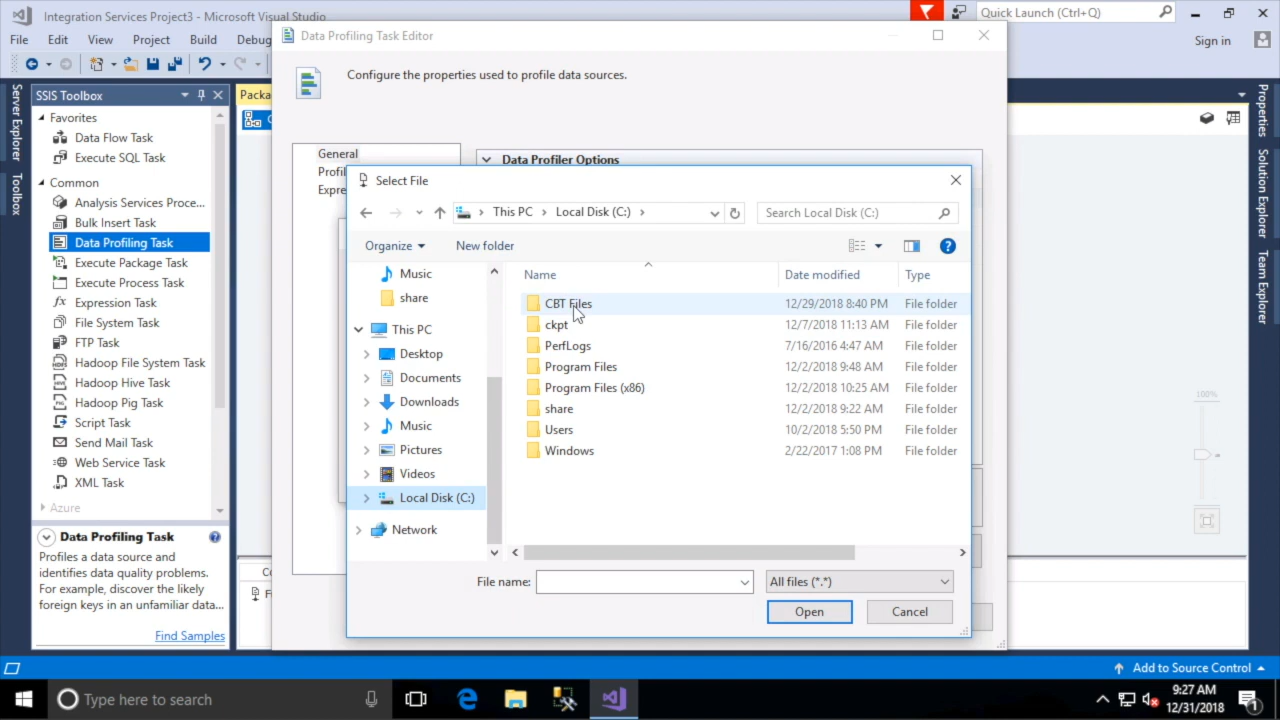 Integration Services Project3 - Microsoft Visual Studio
Quick Launch (Ctrl+Q)
File Edit View Project Build Debug
Sign in
Data Profiling Task Editor
Configure the properties used to profile data sources.
General
Data Profiler Options
Server Explorer
Toolbox
SSIS Toolbox
Favorites
Data Flow Task
Execute SQL Task
Common
Analysis Services Proce...
Bulk Insert Task
Data Profiling Task
Execute Package Task
Execute Process Task
Expression Task
File System Task
FTP Task
Hadoop File System Task
Hadoop Hive Task
Hadoop Pig Task
Script Task
Send Mail Task
Web Service Task
XML Task
Azure
Data Profiling Task
Profiles a data source and
identifies data quality problems.
For example, discover the likely
foreign keys in an unfamiliar data...
Find Samples
Select File
This PC > Local Disk (C:) >
Search Local Disk (C:)
Organize New folder
Music
share
This PC
Desktop
Documents
Downloads
Music
Pictures
Videos
Local Disk (C:)
Network
Name Date modified Type
CBT Files 12/29/2018 8:40 PM File folder
ckpt 12/7/2018 11:13 AM File folder
PerfLogs 7/16/2016 4:47 AM File folder
Program Files 12/2/2018 9:48 AM File folder
Program Files (x86) 12/2/2018 10:25 AM File folder
share 12/2/2018 9:22 AM File folder
Users 10/2/2018 5:50 PM File folder
Windows 2/22/2017 1:08 PM File folder
File name:
All files (*.*)
Open Cancel
100%
Properties
Solution Explorer
Team Explorer
Add to Source Control
Type here to search
9:27 AM
12/31/2018
1